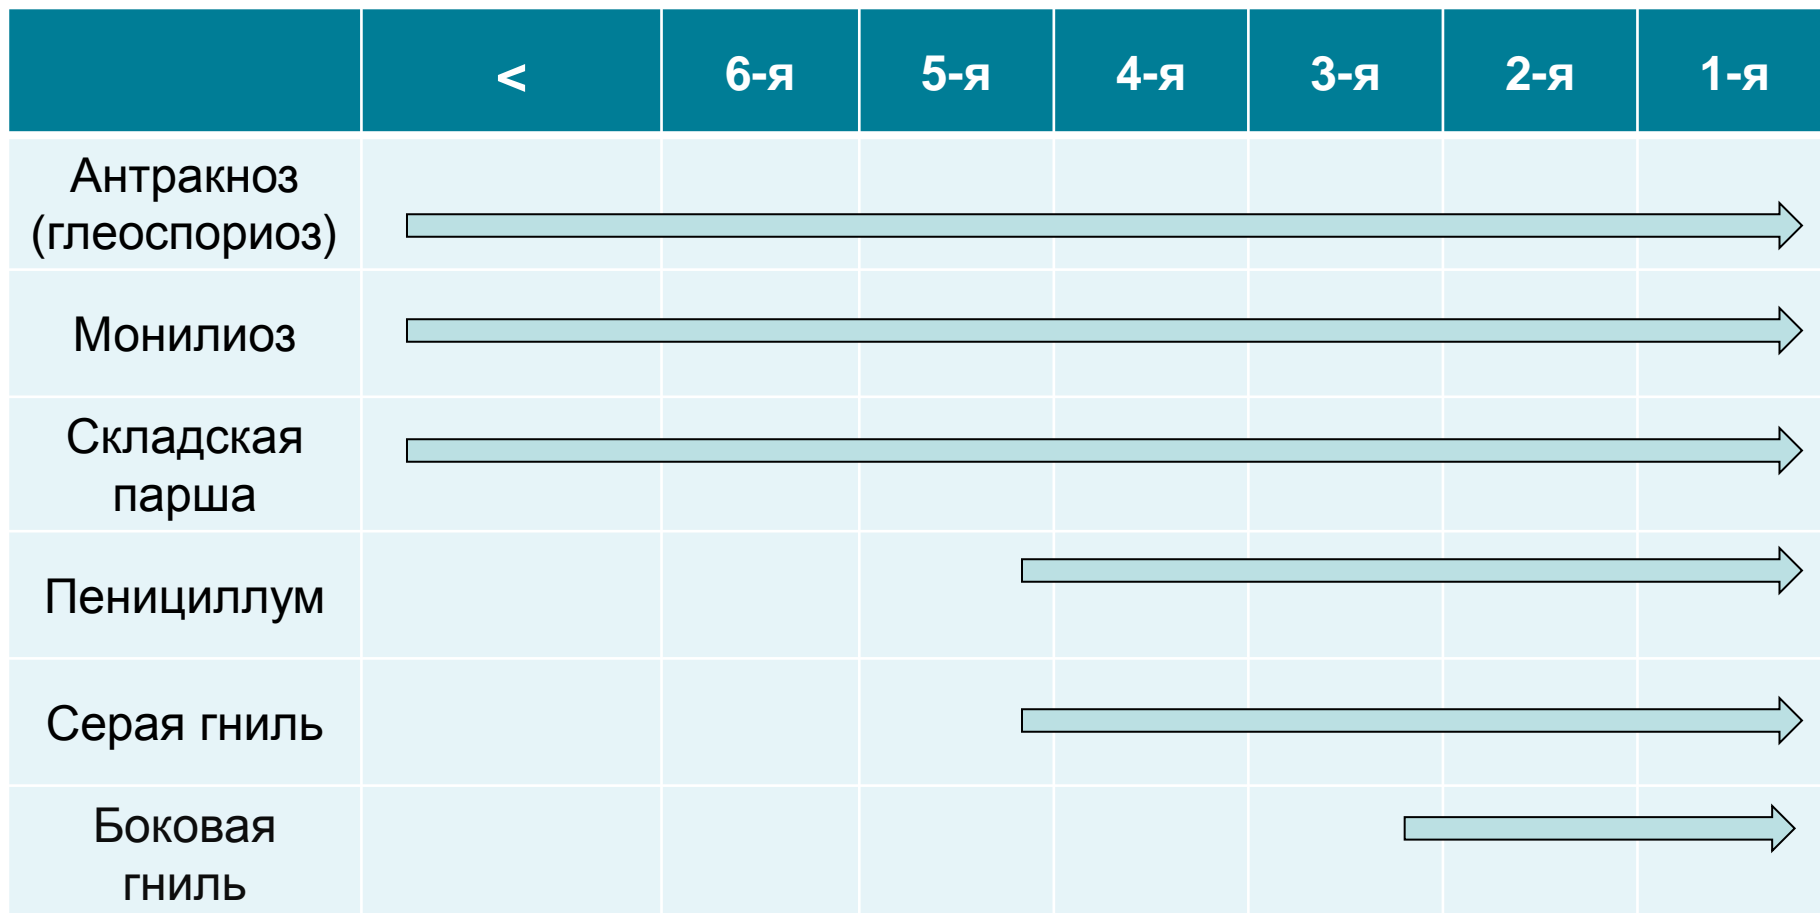 < 6-я 5-я 4-я 3-я 2-я 1-я
Антракноз
(глеоспориоз)
Монилиоз
Складская
парша
Пенициллум
Серая гниль
Боковая
гниль